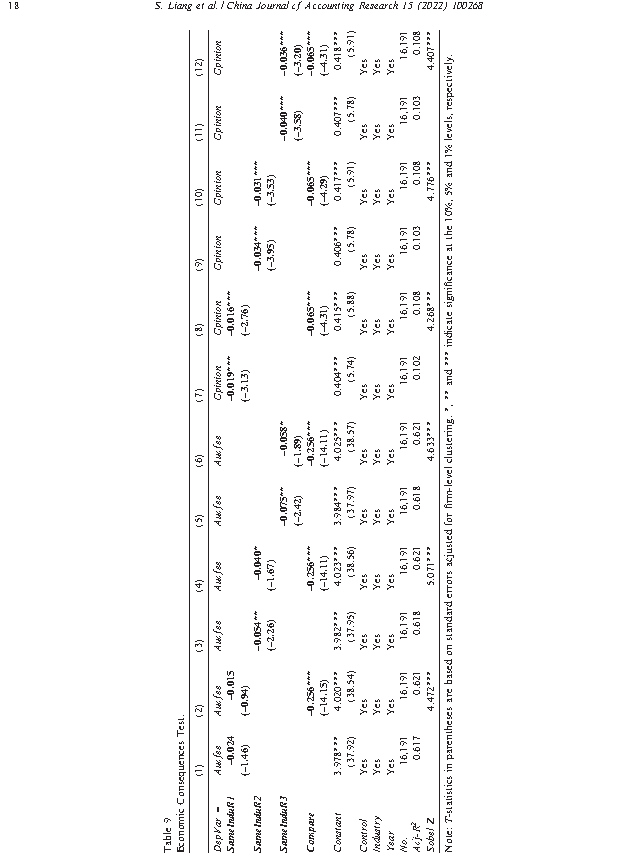 18 S. Liang et al. / China Journal of Accounting Research 15 (2022) 100268
Table 9
Economic Consequences Test.
(1) (2) (3) (4) (5) (6) (7) (8) (9) (10) (11) (12)
DepVar = Aufee Aufee Aufee Aufee Aufee Aufee Opinion Opinion Opinion Opinion Opinion Opinion
SameInduR1 −0.024 −0.015 −0.019*** −0.016***
(−1.46) (−0.94) (−3.13) (−2.76)
SameInduR2 −0.054** −0.040* −0.034*** −0.031***
(−2.26) (−1.67) (−3.95) (−3.53)
SameInduR3 −0.075** −0.058* −0.040*** −0.036***
(−2.42) (−1.89) (−3.58) (−3.20)
Compare −0.256*** −0.256*** −0.256*** −0.065*** −0.065*** −0.065***
(−14.15) (−14.11) (−14.11) (−4.31) (−4.29) (−4.31)
Constant 3.978*** 4.020*** 3.982*** 4.023*** 3.984*** 4.025*** 0.404*** 0.415*** 0.406*** 0.417*** 0.407*** 0.418***
(37.92) (38.54) (37.95) (38.56) (37.97) (38.57) (5.74) (5.88) (5.78) (5.91) (5.78) (5.91)
Control Yes Yes Yes Yes Yes Yes Yes Yes Yes Yes Yes Yes
Industry Yes Yes Yes Yes Yes Yes Yes Yes Yes Yes Yes Yes
Year Yes Yes Yes Yes Yes Yes Yes Yes Yes Yes Yes Yes
No. 16,191 16,191 16,191 16,191 16,191 16,191 16,191 16,191 16,191 16,191 16,191 16,191
Adj-R² 0.617 0.621 0.618 0.621 0.618 0.621 0.102 0.108 0.103 0.108 0.103 0.108
Sobel Z 4.472*** 5.071*** 4.633*** 4.268*** 4.776*** 4.407***
Note: T-statistics in parentheses are based on standard errors adjusted for firm-level clustering. *, ** and *** indicate significance at the 10%, 5% and 1% levels, respectively.